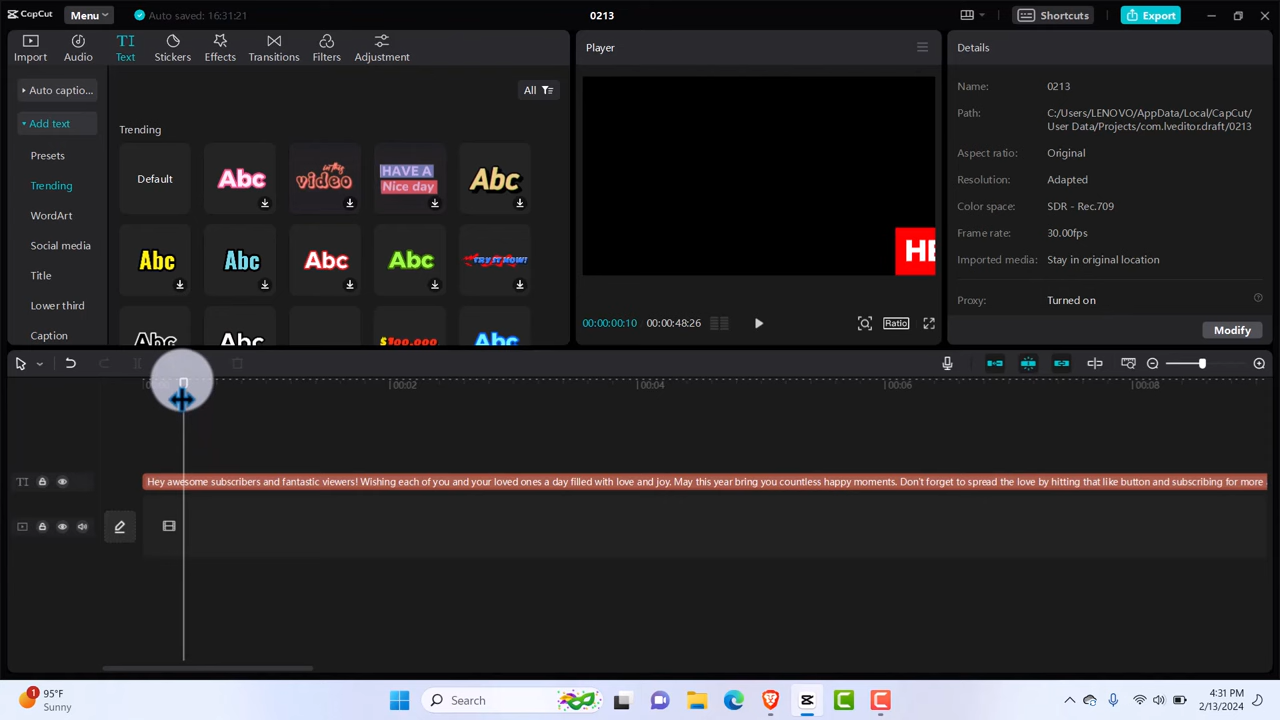 CapCut
Menu
Auto saved: 16:31:21
0213
Shortcuts
Export
Import
Audio
Text
Stickers
Effects
Transitions
Filters
Adjustment
Auto captio...
Add text
Presets
Trending
WordArt
Social media
Title
Lower third
Caption
All
Trending
Default
Abc
in this
video
HAVE A
Nice day
Abc
Abc
Abc
Abc
Abc
TRY IT NOW!
Abc
Abc
$100,000
Abc
Player
HE
00:00:00:10
00:00:48:26
Ratio
Details
Name: 0213
Path: C:/Users/LENOVO/AppData/Local/CapCut/
User Data/Projects/com.lveditor.draft/0213
Aspect ratio: Original
Resolution: Adapted
Color space: SDR - Rec.709
Frame rate: 30.00fps
Imported media: Stay in original location
Proxy: Turned on
Modify
00:02
00:04
00:06
00:08
TI
Hey awesome subscribers and fantastic viewers! Wishing each of you and your loved ones a day filled with love and joy. May this year bring you countless happy moments. Don't forget to spread the love by hitting that like button and subscribing for more
1
95°F
Sunny
Search
4:31 PM
2/13/2024